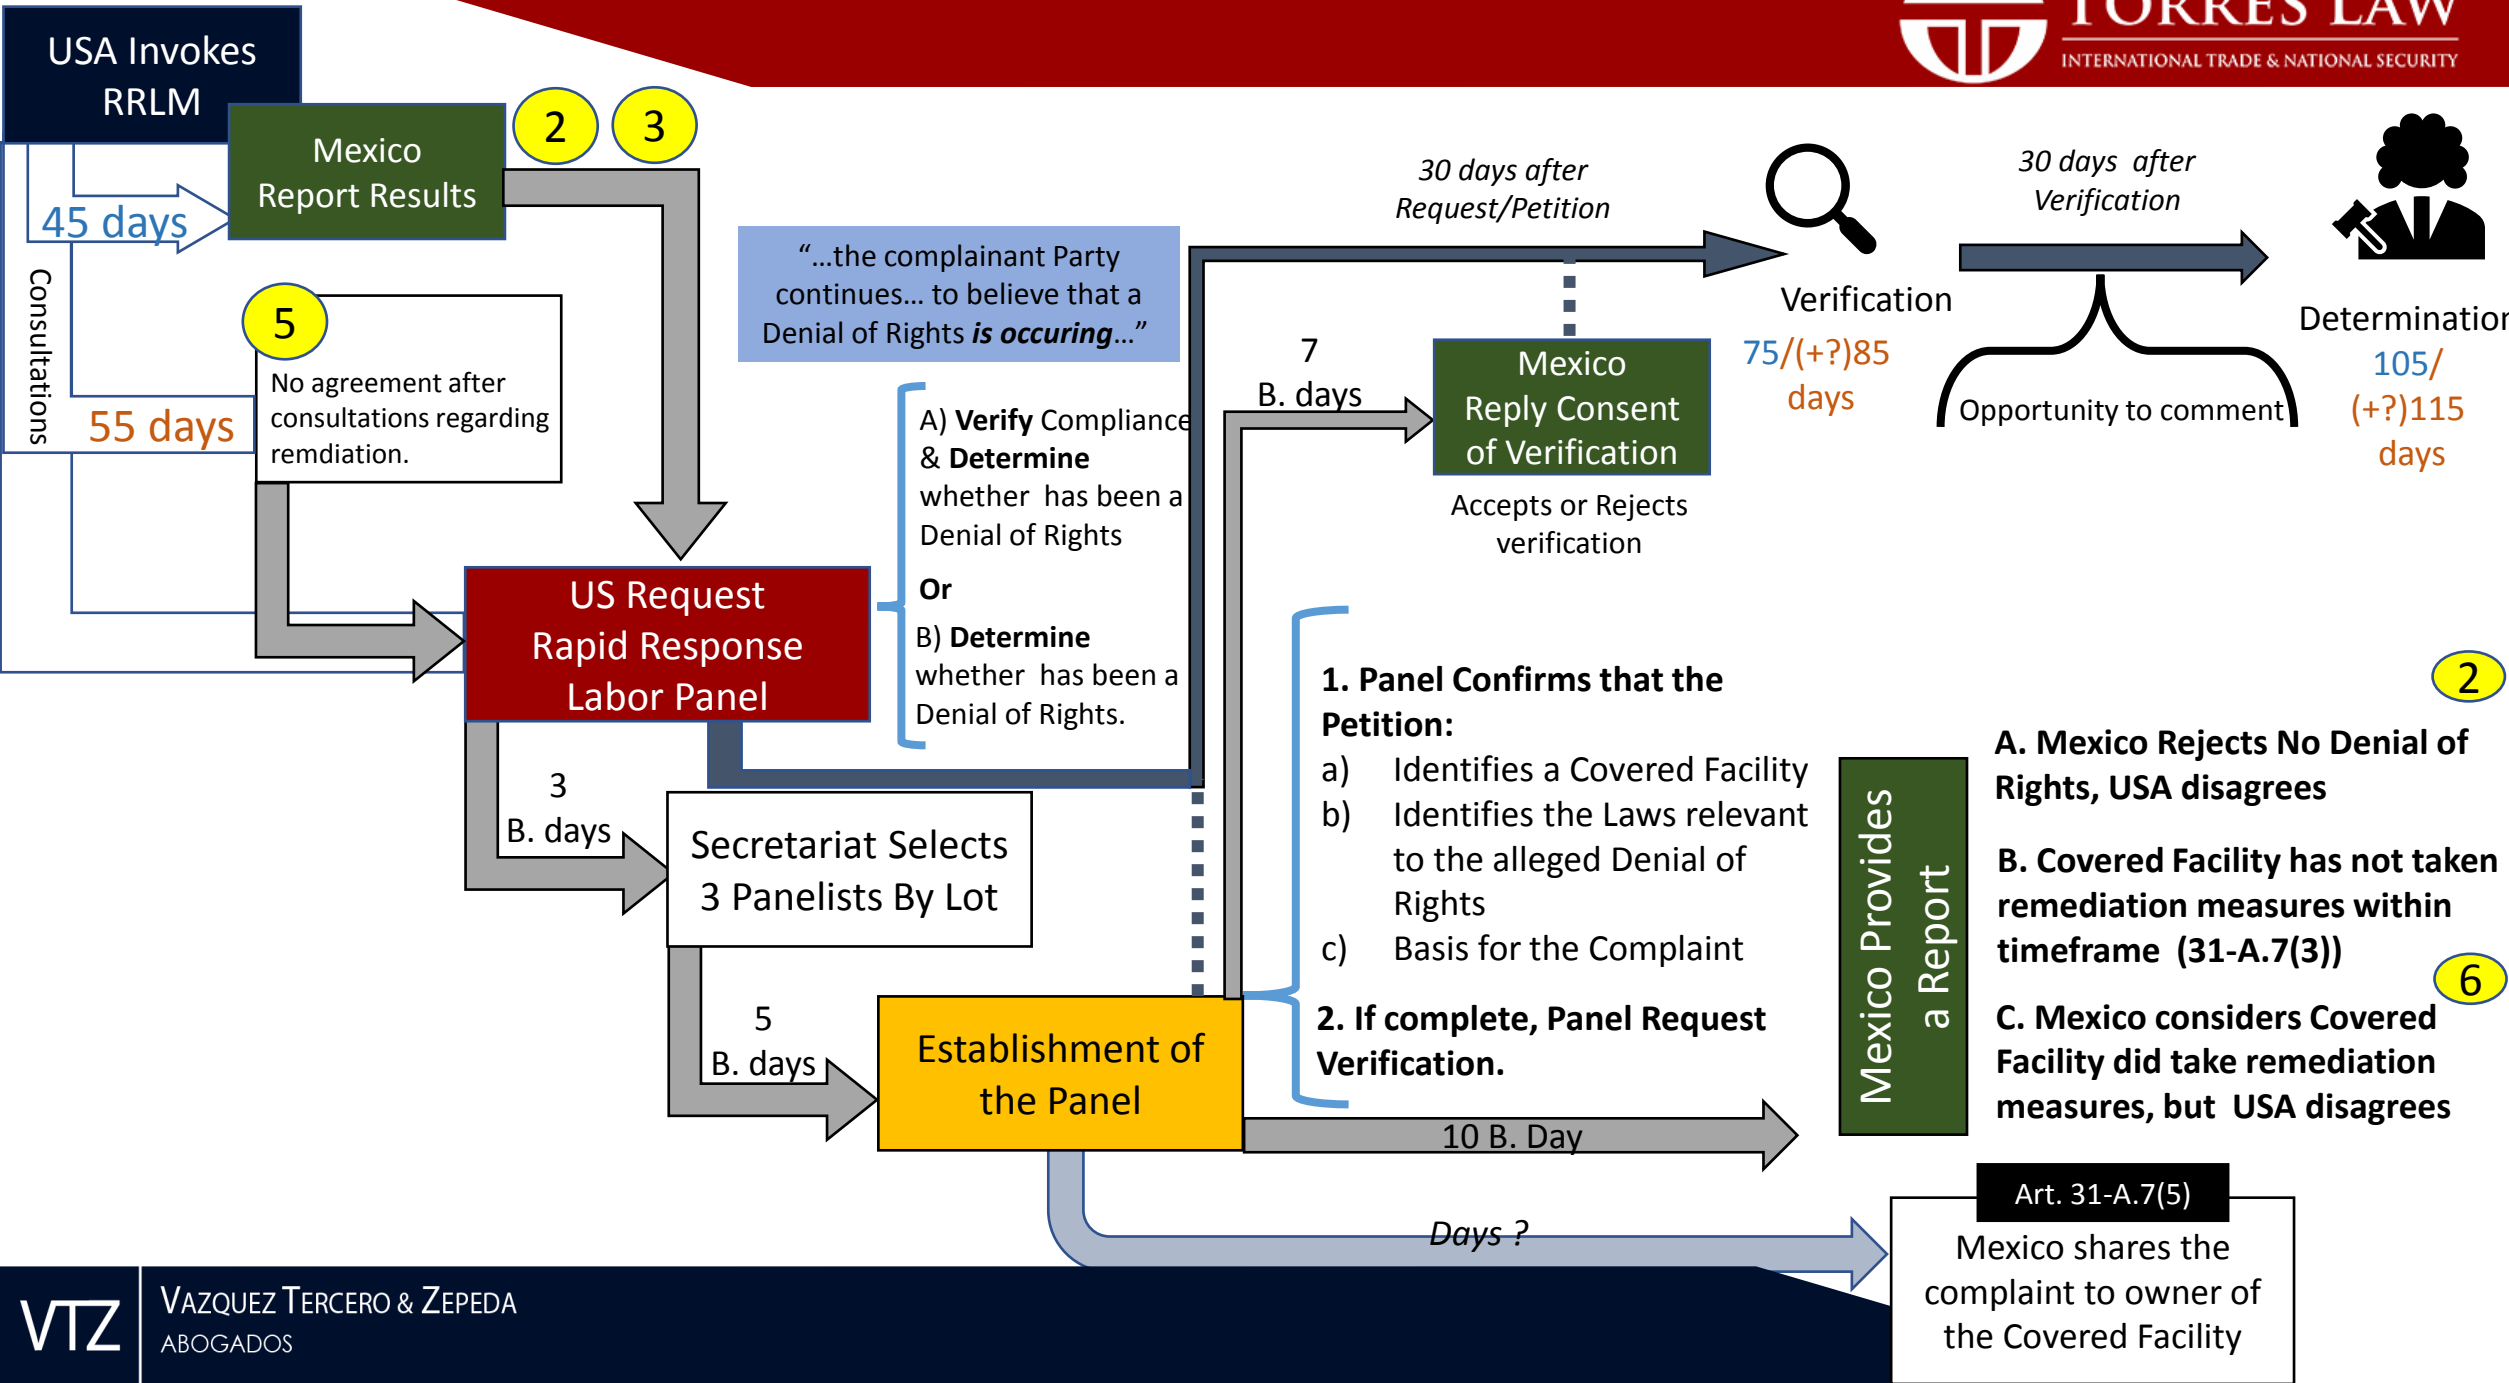 TORRES LAW
INTERNATIONAL TRADE & NATIONAL SECURITY
USA Invokes
RRLM
Mexico
Report Results
2
3
45 days
Consultations
55 days
5
No agreement after
consultations regarding
remdiation.
"...the complainant Party
continues... to believe that a
Denial of Rights is occuring..."
30 days after
Request/Petition
30 days after
Verification
Verification
75/(+?)85
days
Determination
105/
(+?)115
days
Opportunity to comment
7
B. days
Mexico
Reply Consent
of Verification
Accepts or Rejects
verification
A) Verify Compliance
& Determine
whether has been a
Denial of Rights
Or
B) Determine
whether has been a
Denial of Rights.
US Request
Rapid Response
Labor Panel
3
B. days
Secretariat Selects
3 Panelists By Lot
5
B. days
Establishment of
the Panel
1. Panel Confirms that the
Petition:
a) Identifies a Covered Facility
b) Identifies the Laws relevant
to the alleged Denial of
Rights
c) Basis for the Complaint
2. If complete, Panel Request
Verification.
10 B. Day
Mexico Provides
a Report
2
A. Mexico Rejects No Denial of
Rights, USA disagrees
B. Covered Facility has not taken
remediation measures within
timeframe (31-A.7(3))
6
C. Mexico considers Covered
Facility did take remediation
measures, but USA disagrees
Days ?
Art. 31-A.7(5)
Mexico shares the
complaint to owner of
the Covered Facility
VTZ
VAZQUEZ TERCERO & ZEPEDA
ABOGADOS